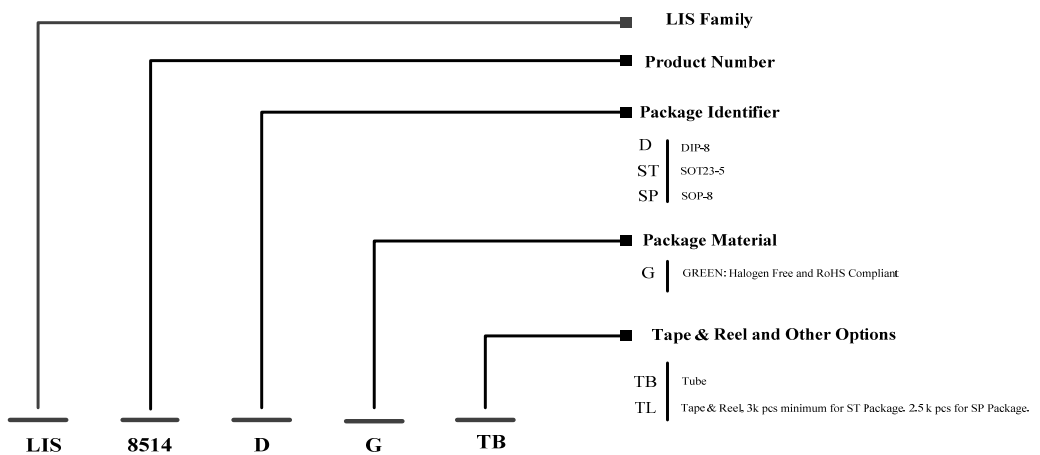 LIS Family
Product Number
Package Identifier
D DIP-8
ST SOT23-5
SP SOP-8
Package Material
G GREEN: Halogen Free and RoHS Compliant
Tape & Reel and Other Options
TB Tube
TL Tape & Reel, 3k pcs minimum for ST Package. 2.5 k pcs for SP Package.
LIS 8514 D G TB